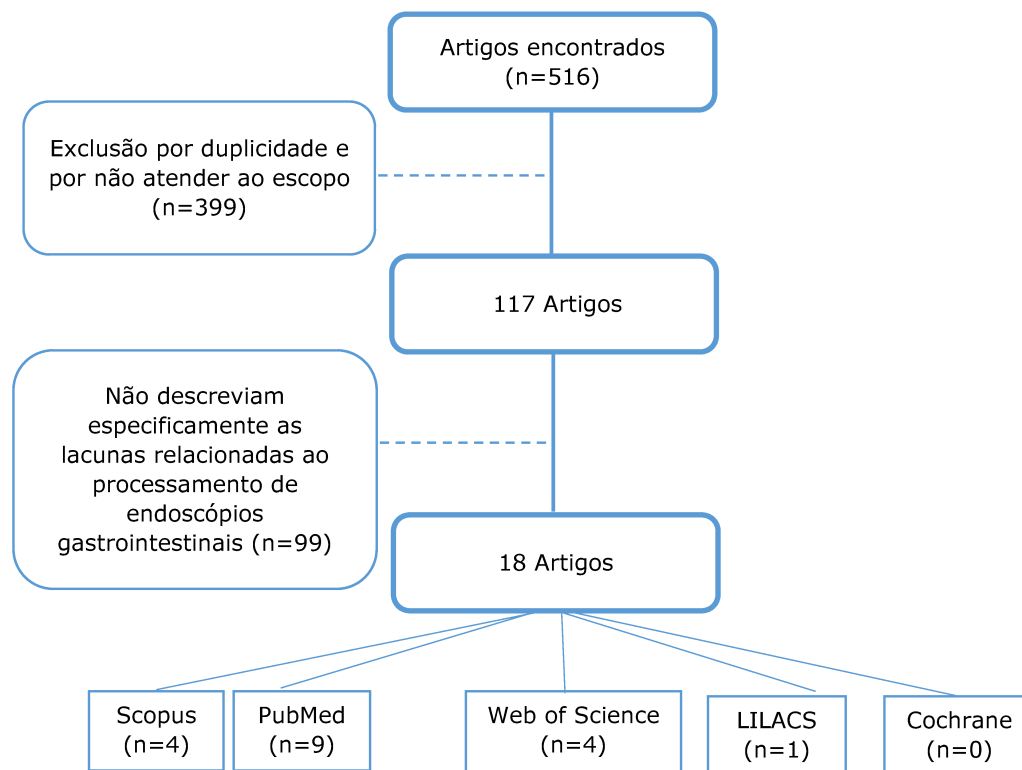 Artigos encontrados
(n=516)
Exclusão por duplicidade e
por não atender ao escopo
(n=399)
117 Artigos
Não descreviam
especificamente as
lacunas relacionadas ao
processamento de
endoscópios
gastrointestinais (n=99)
18 Artigos
Scopus
(n=4)
PubMed
(n=9)
Web of Science
(n=4)
LILACS
(n=1)
Cochrane
(n=0)